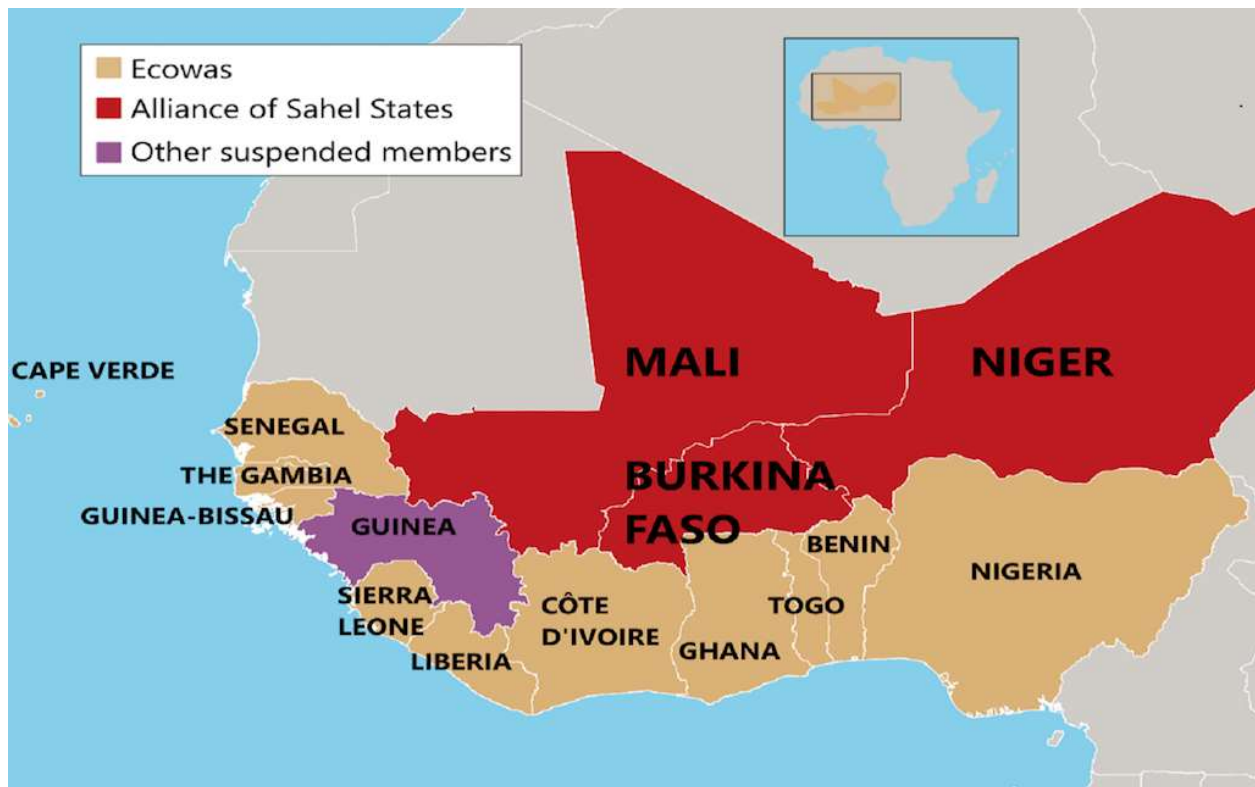 Ecowas
Alliance of Sahel States
Other suspended members
MALI
NIGER
CAPE VERDE
SENEGAL
THE GAMBIA
GUINEA-BISSAU
GUINEA
BURKINA
FASO
BENIN
NIGERIA
SIERRA
LEONE
CÔTE
D'IVOIRE
TOGO
GHANA
LIBERIA